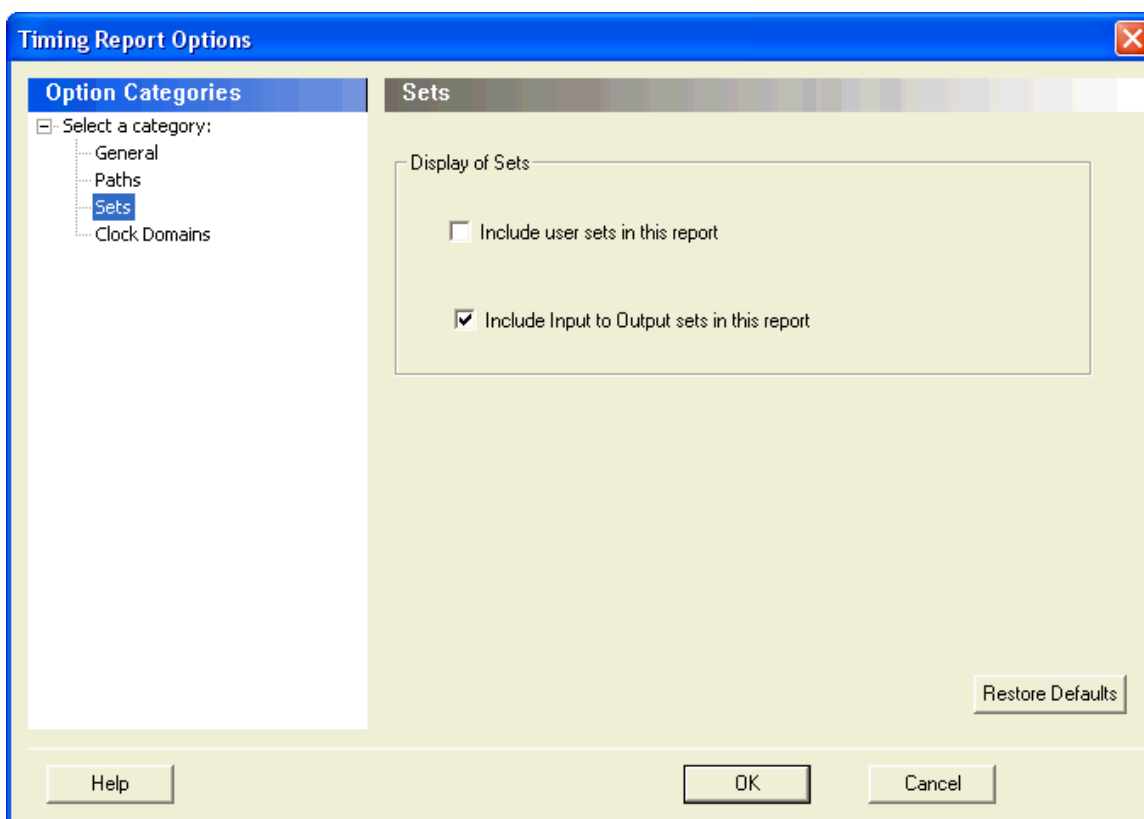 Timing Report Options
Option Categories
Select a category:
General
Paths
Sets
Clock Domains
Sets
Display of Sets
Include user sets in this report
Include Input to Output sets in this report
Restore Defaults
Help
OK
Cancel